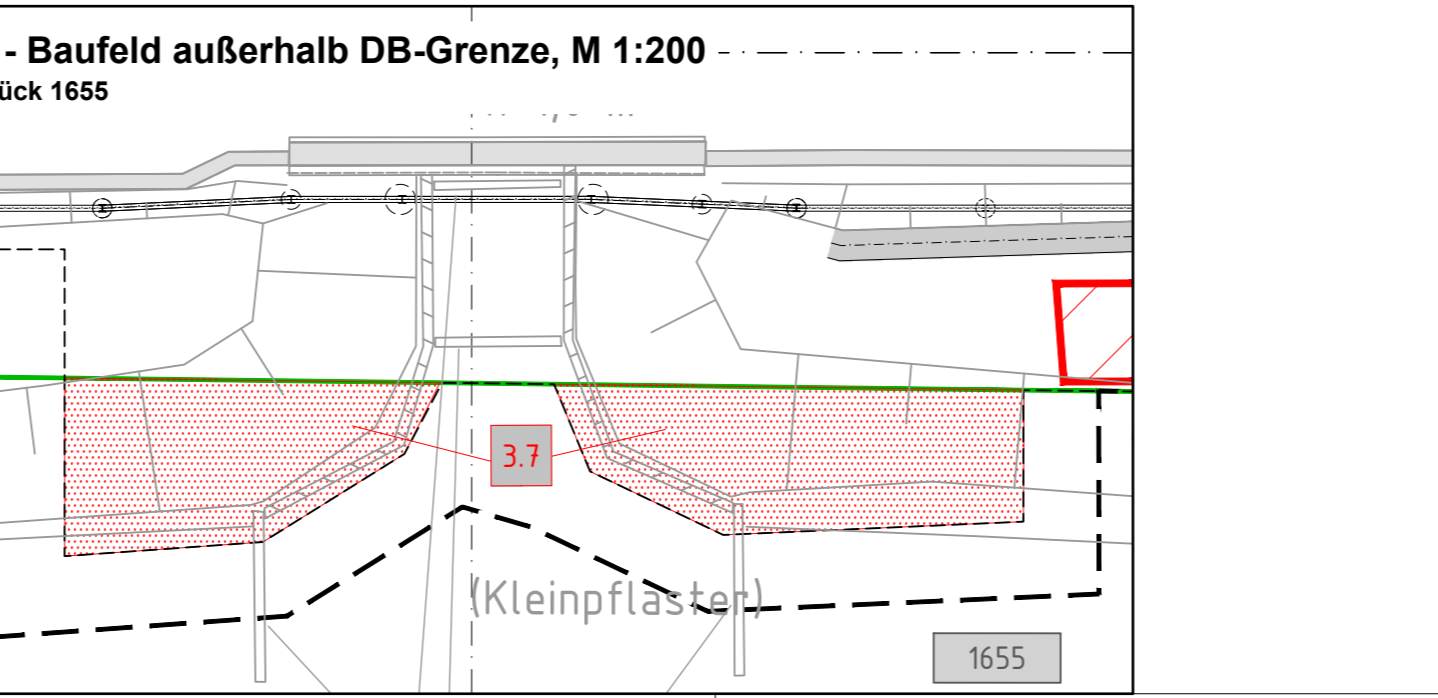 - Baufeld außerhalb DB-Grenze, M 1:200
ück 1655
3.7
(Kleinpflaster)
1655